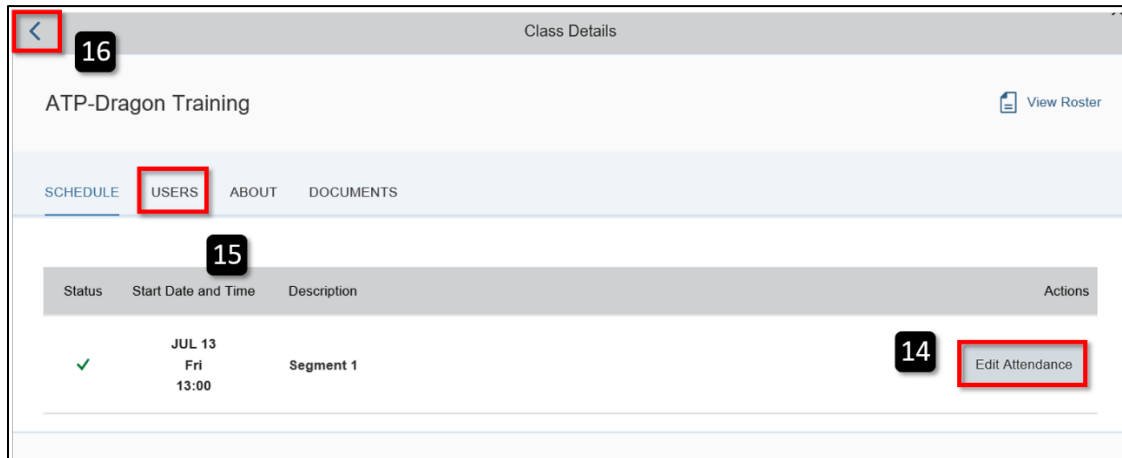 Class Details
16
ATP-Dragon Training
View Roster
SCHEDULE USERS ABOUT DOCUMENTS
15
Status Start Date and Time Description Actions
JUL 13
Fri
13:00
Segment 1
14
Edit Attendance